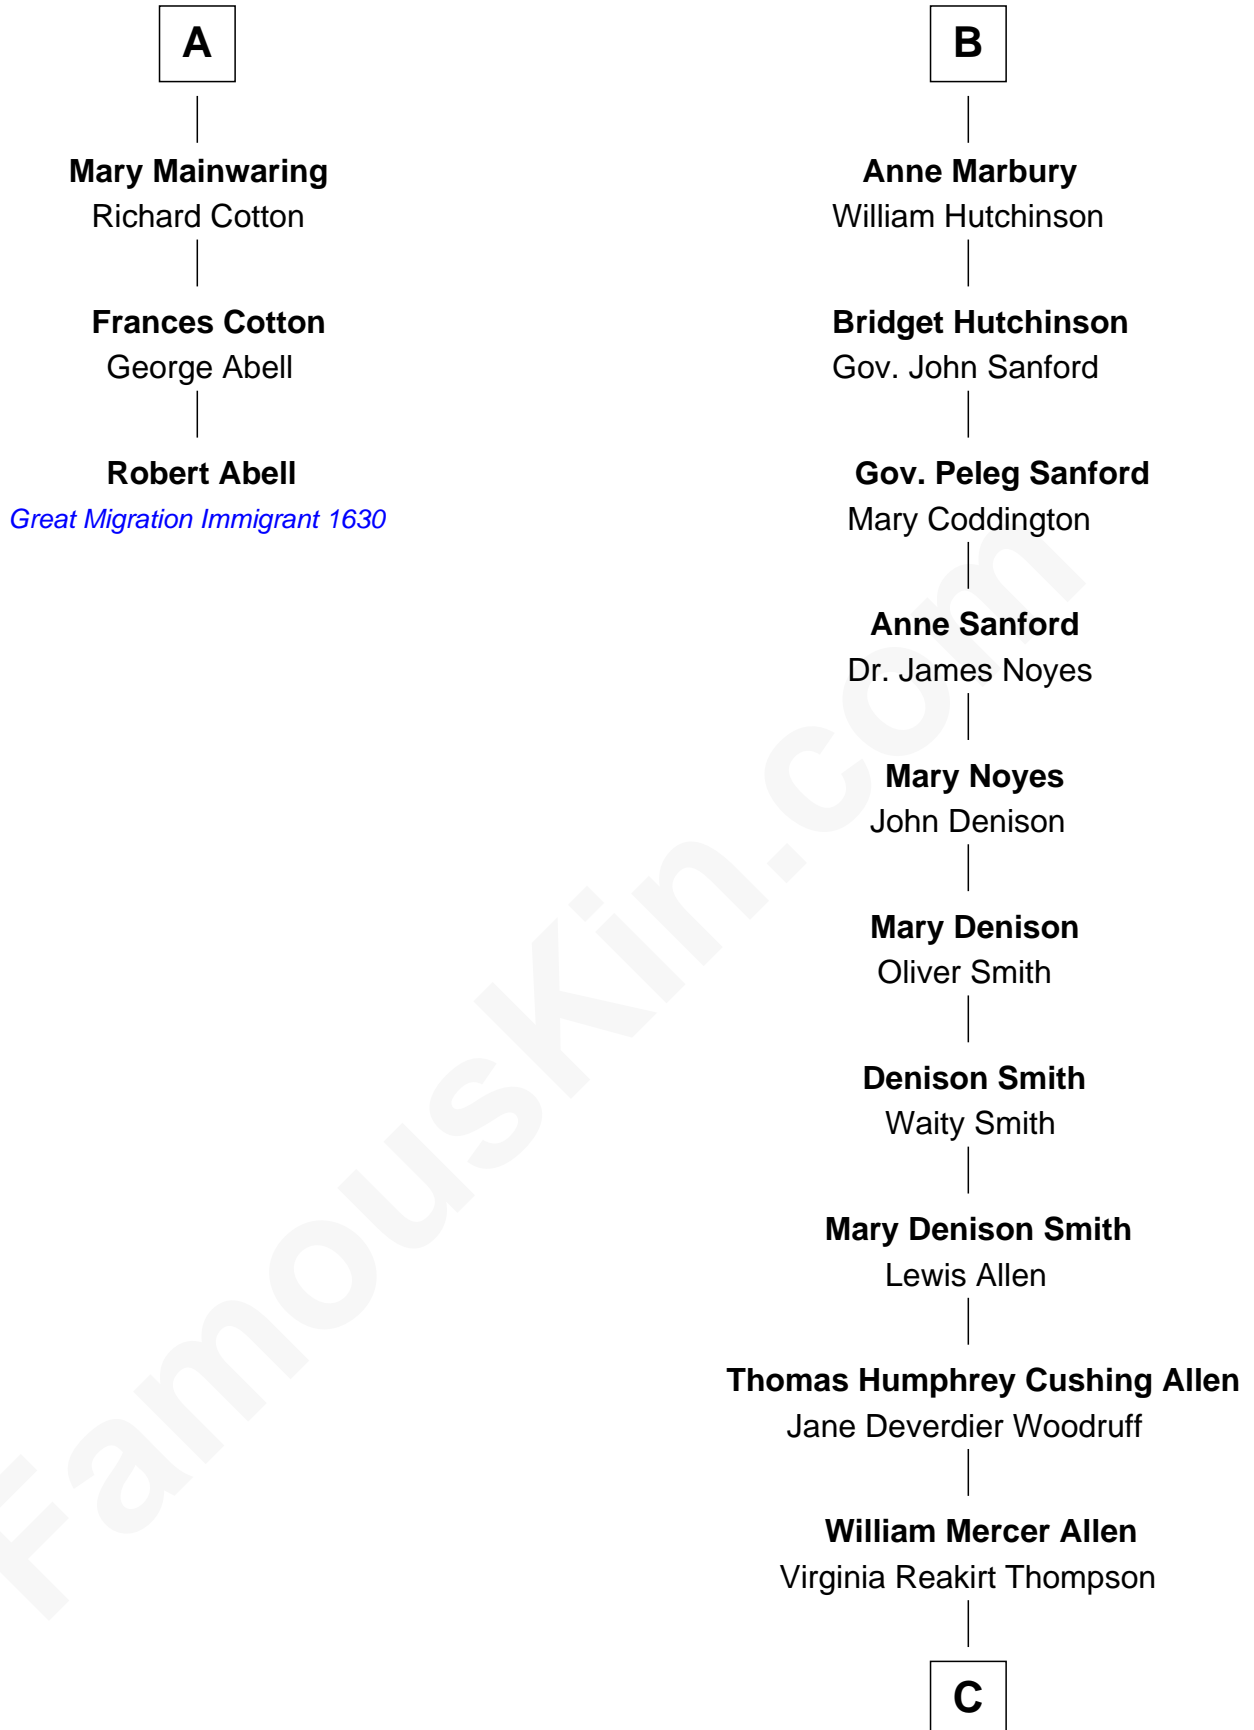 A
Mary Mainwaring
Richard Cotton
Frances Cotton
George Abell
Robert Abell
Great Migration Immigrant 1630
B
Anne Marbury
William Hutchinson
Bridget Hutchinson
Gov. John Sanford
Gov. Peleg Sanford
Mary Coddington
Anne Sanford
Dr. James Noyes
Mary Noyes
John Denison
Mary Denison
Oliver Smith
Denison Smith
Waity Smith
Mary Denison Smith
Lewis Allen
Thomas Humphrey Cushing Allen
Jane Deverdier Woodruff
William Mercer Allen
Virginia Reakirt Thompson
C
FamousKin.com